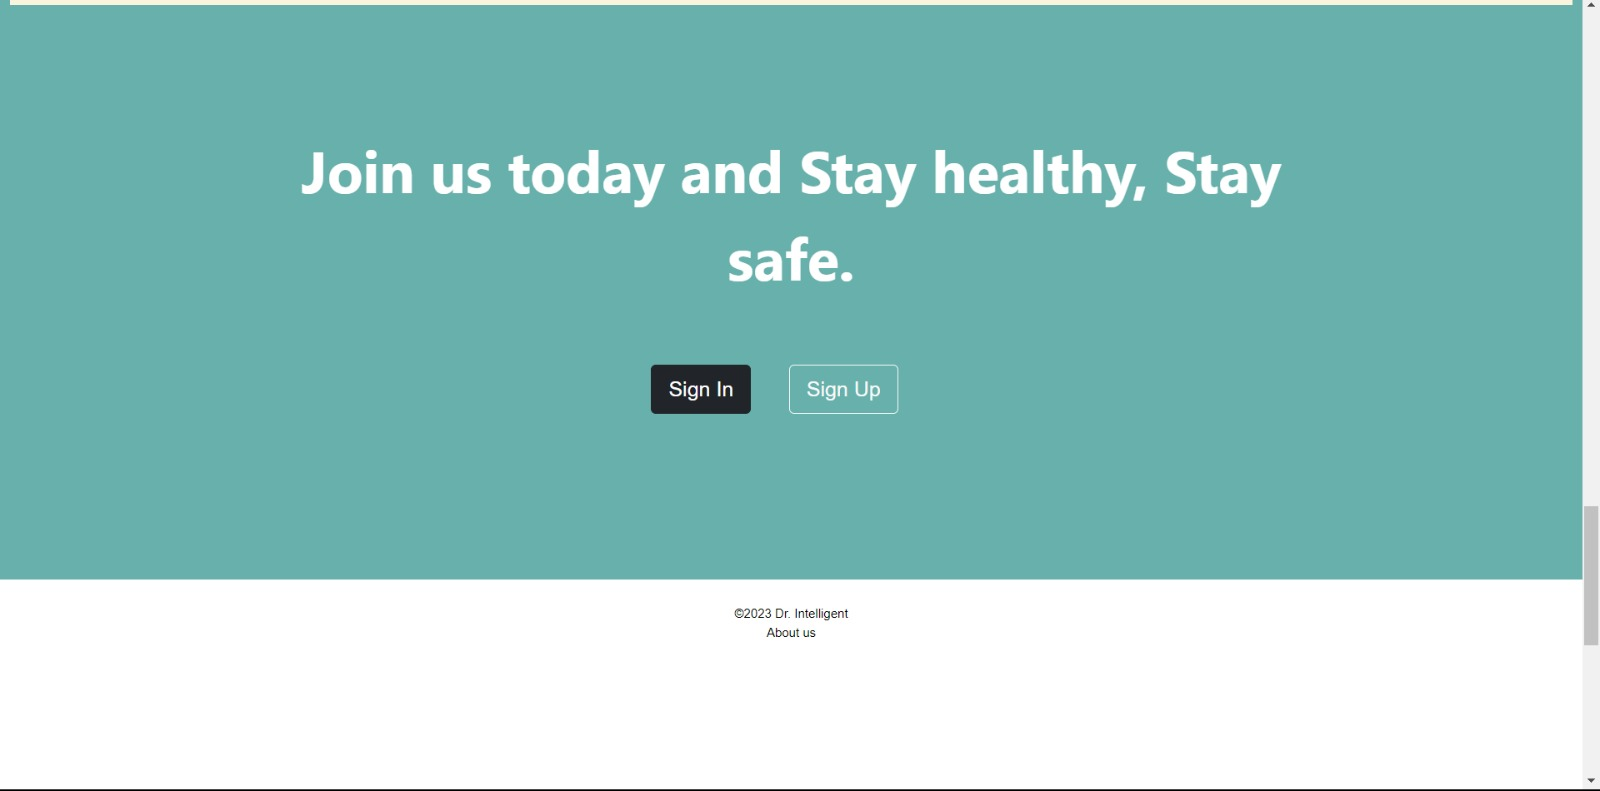 Join us today and Stay healthy, Stay
safe.
Sign In
Sign Up
©2023 Dr. Intelligent
About us